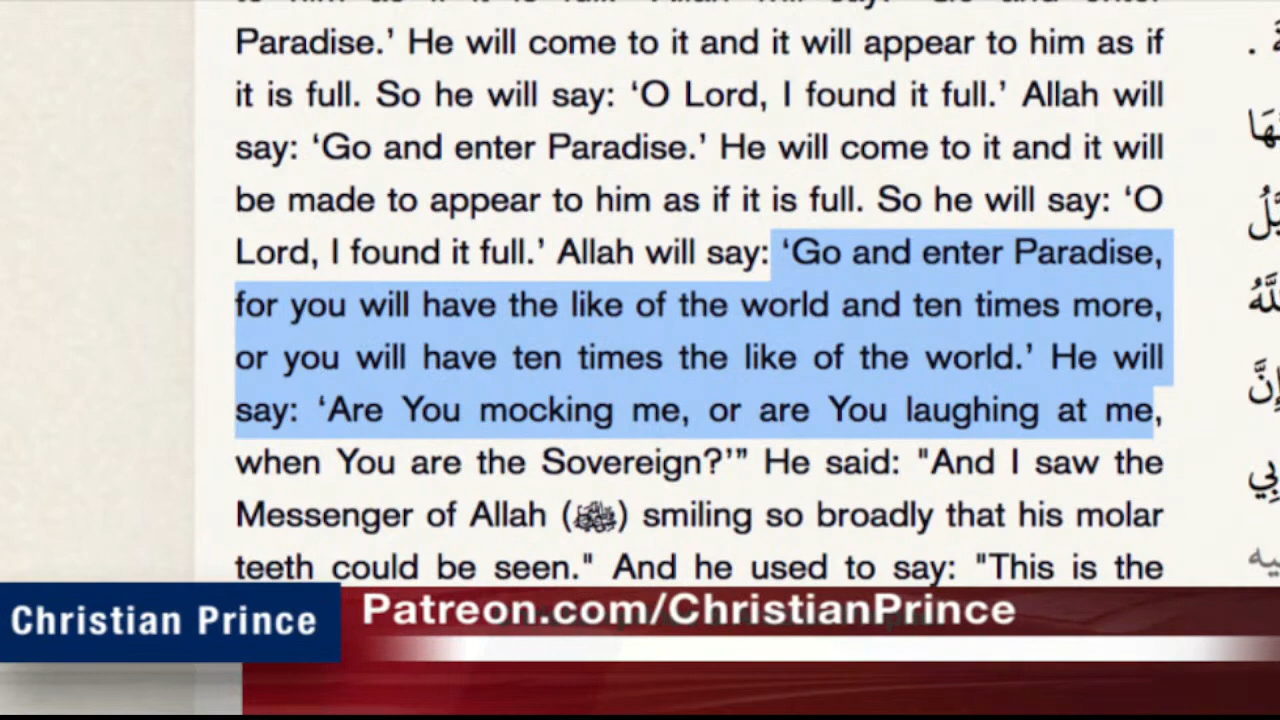 Paradise.’ He will come to it and it will appear to him as if
it is full. So he will say: ‘O Lord, I found it full.’ Allah will
say: ‘Go and enter Paradise.’ He will come to it and it will
be made to appear to him as if it is full. So he will say: ‘O
Lord, I found it full.’ Allah will say: ‘Go and enter Paradise,
for you will have the like of the world and ten times more,
or you will have ten times the like of the world.’ He will
say: ‘Are You mocking me, or are You laughing at me,
when You are the Sovereign?’” He said: "And I saw the
Messenger of Allah (ﷺ) smiling so broadly that his molar
teeth could be seen." And he used to say: "This is the
Christian Prince
Patreon.com/ChristianPrince